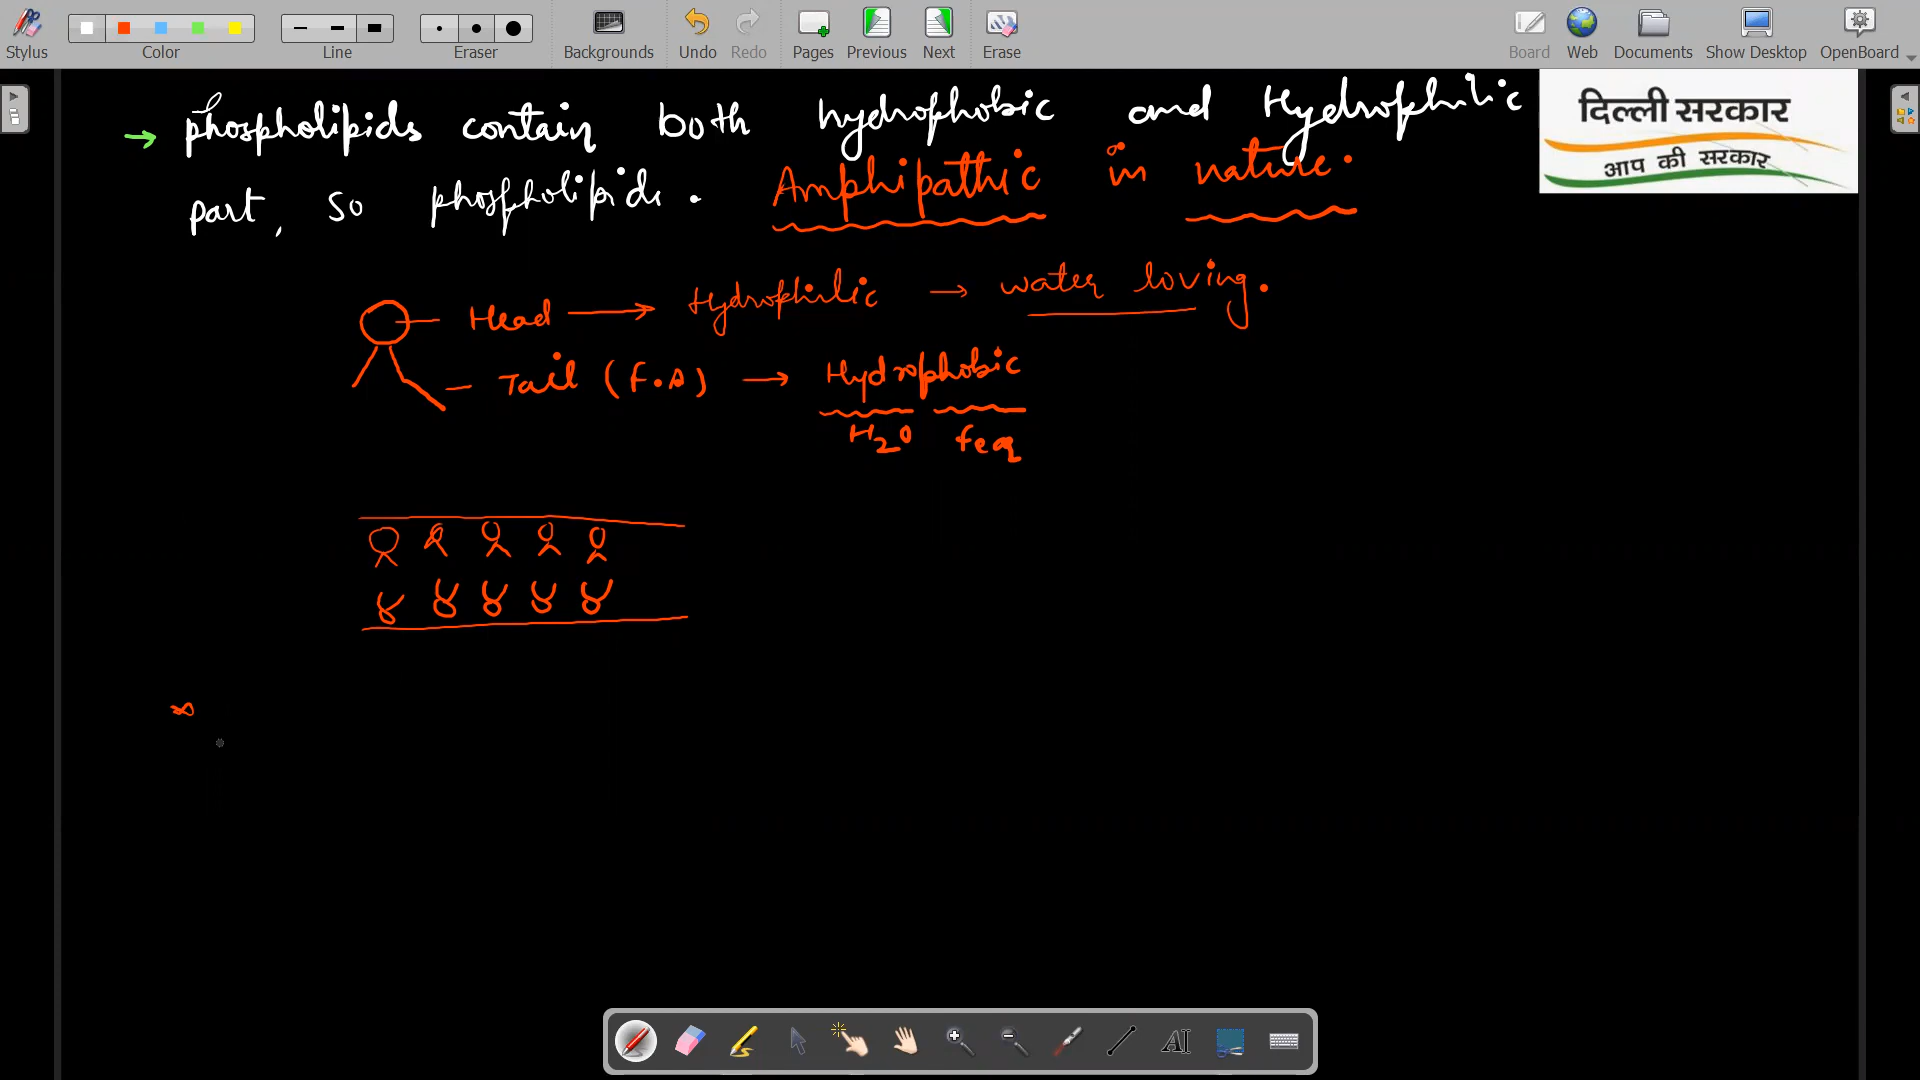 Stylus Color Line Eraser Backgrounds Undo Redo Pages Previous Next Erase Board Web Documents Show Desktop OpenBoard
→ phospholipids contain both hydrophobic and Hydrophilic
part, so phospholipids. Amphipathic in nature.
दिल्ली सरकार
आप की सरकार
Head → Hydrophilic → water loving.
Tail (F.A) → Hydrophobic
H2O fear